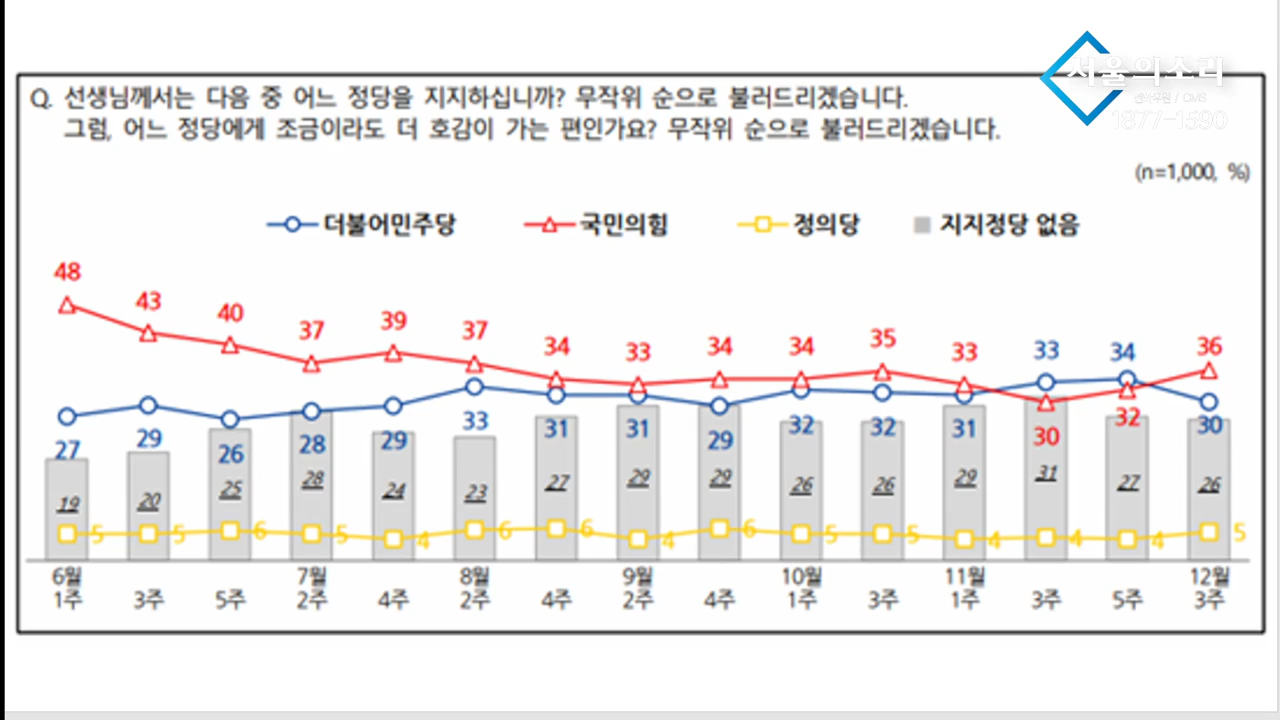 서울의소리
1877-1590
Q. 선생님께서는 다음 중 어느 정당을 지지하십니까? 무작위 순으로 불러드리겠습니다.
그럼, 어느 정당에게 조금이라도 더 호감이 가는 편인가요? 무작위 순으로 불러드리겠습니다.
(n=1,000, %)
더불어민주당 국민의힘 정의당 지지정당 없음
48 43 40 37 39 37 34 33 34 34 35 33 30 32 36
27 29 26 28 29 33 31 31 29 32 32 31 33 34 30
19 20 25 28 24 23 27 29 29 26 26 29 31 27 26
5 5 6 5 4 6 6 4 6 5 5 4 4 4 5
6월 7월 8월 9월 10월 11월 12월
1주 3주 5주 2주 4주 2주 4주 2주 4주 1주 3주 1주 3주 5주 3주